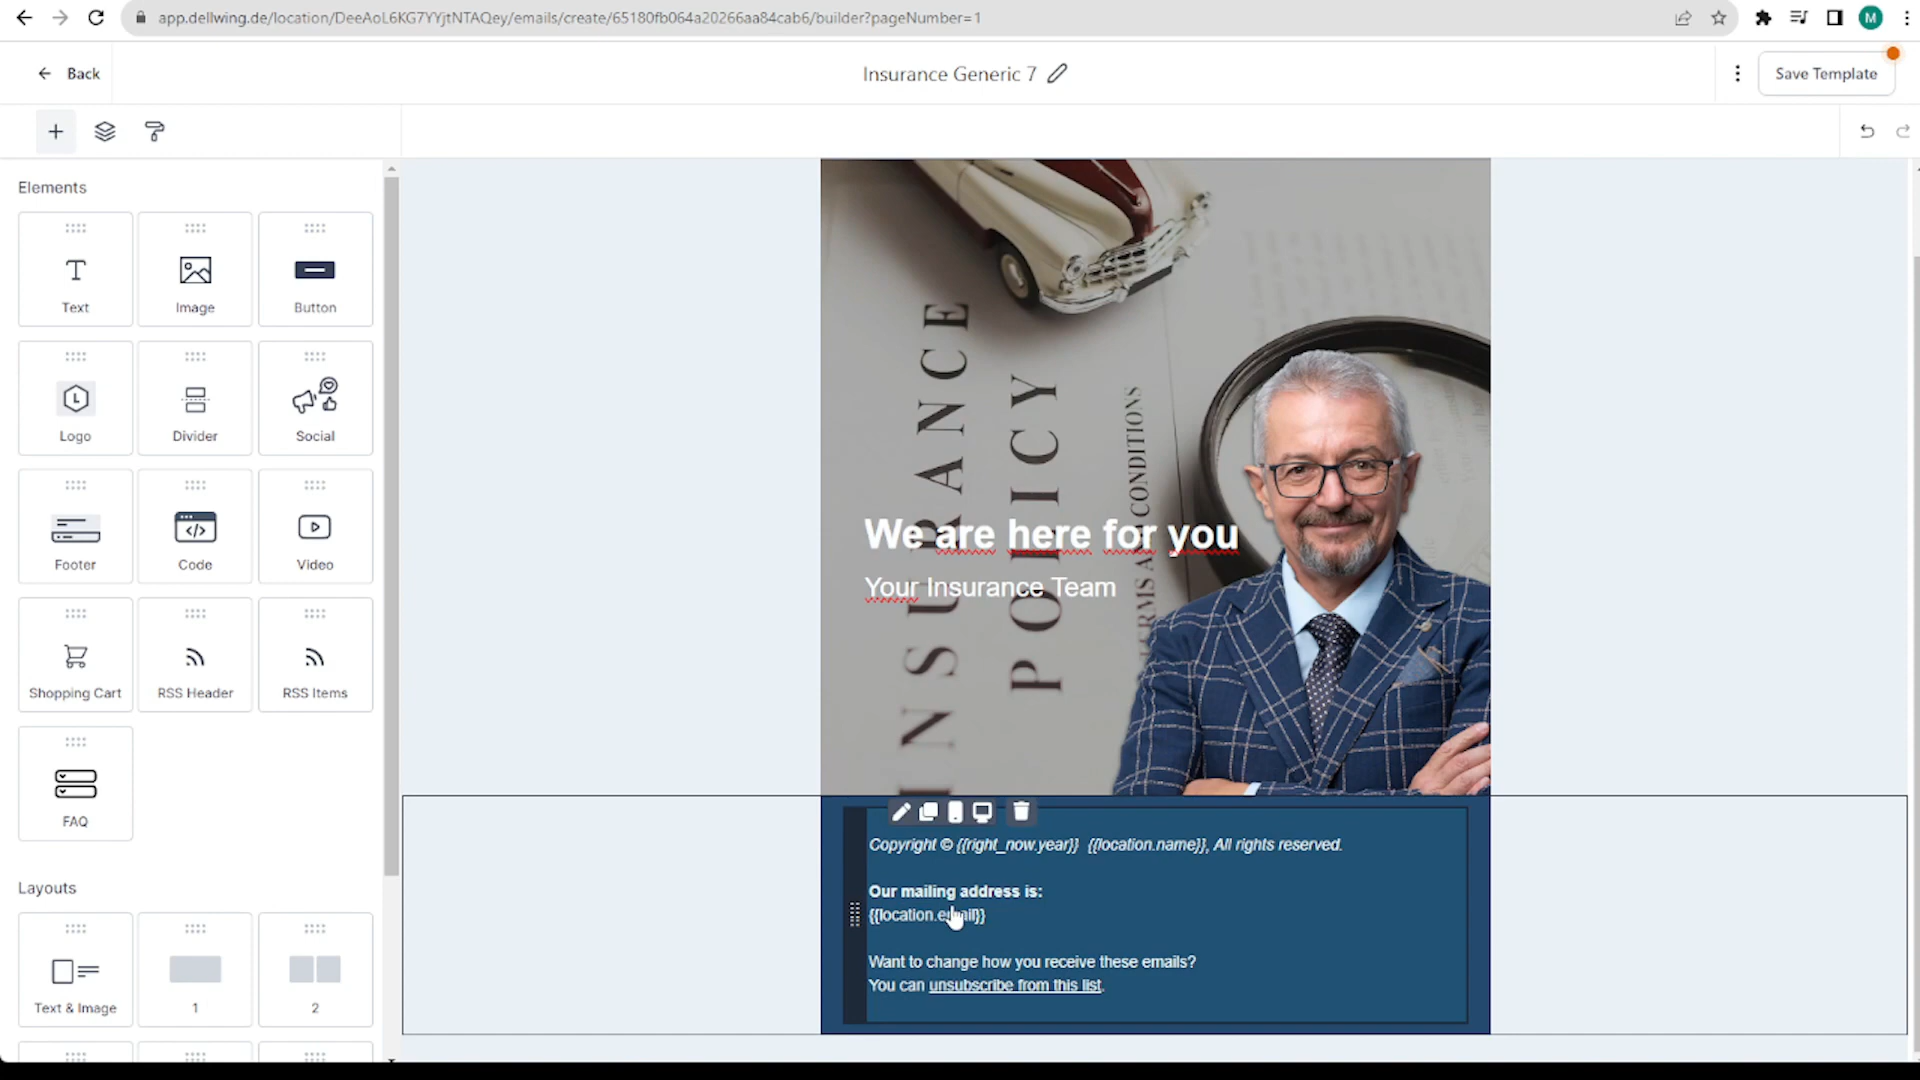 app.dellwing.de/location/DeeAoL6KG7YYjtNTAQey/emails/create/65180fb064a20266aa84cab6/builder?pageNumber=1
M
Back
Insurance Generic 7
Save Template
Elements
Text
Image
Button
Logo
Divider
Social
Footer
Code
Video
Shopping Cart
RSS Header
RSS Items
FAQ
Layouts
Text & Image
1
2
INSURANCE
POLICY
CONDITIONS
We are here for you
Your Insurance Team
INS
Copyright © {{right_now.year}} {{location.name}}, All rights reserved.
Our mailing address is:
{{location.email}}
Want to change how you receive these emails?
You can unsubscribe from this list.